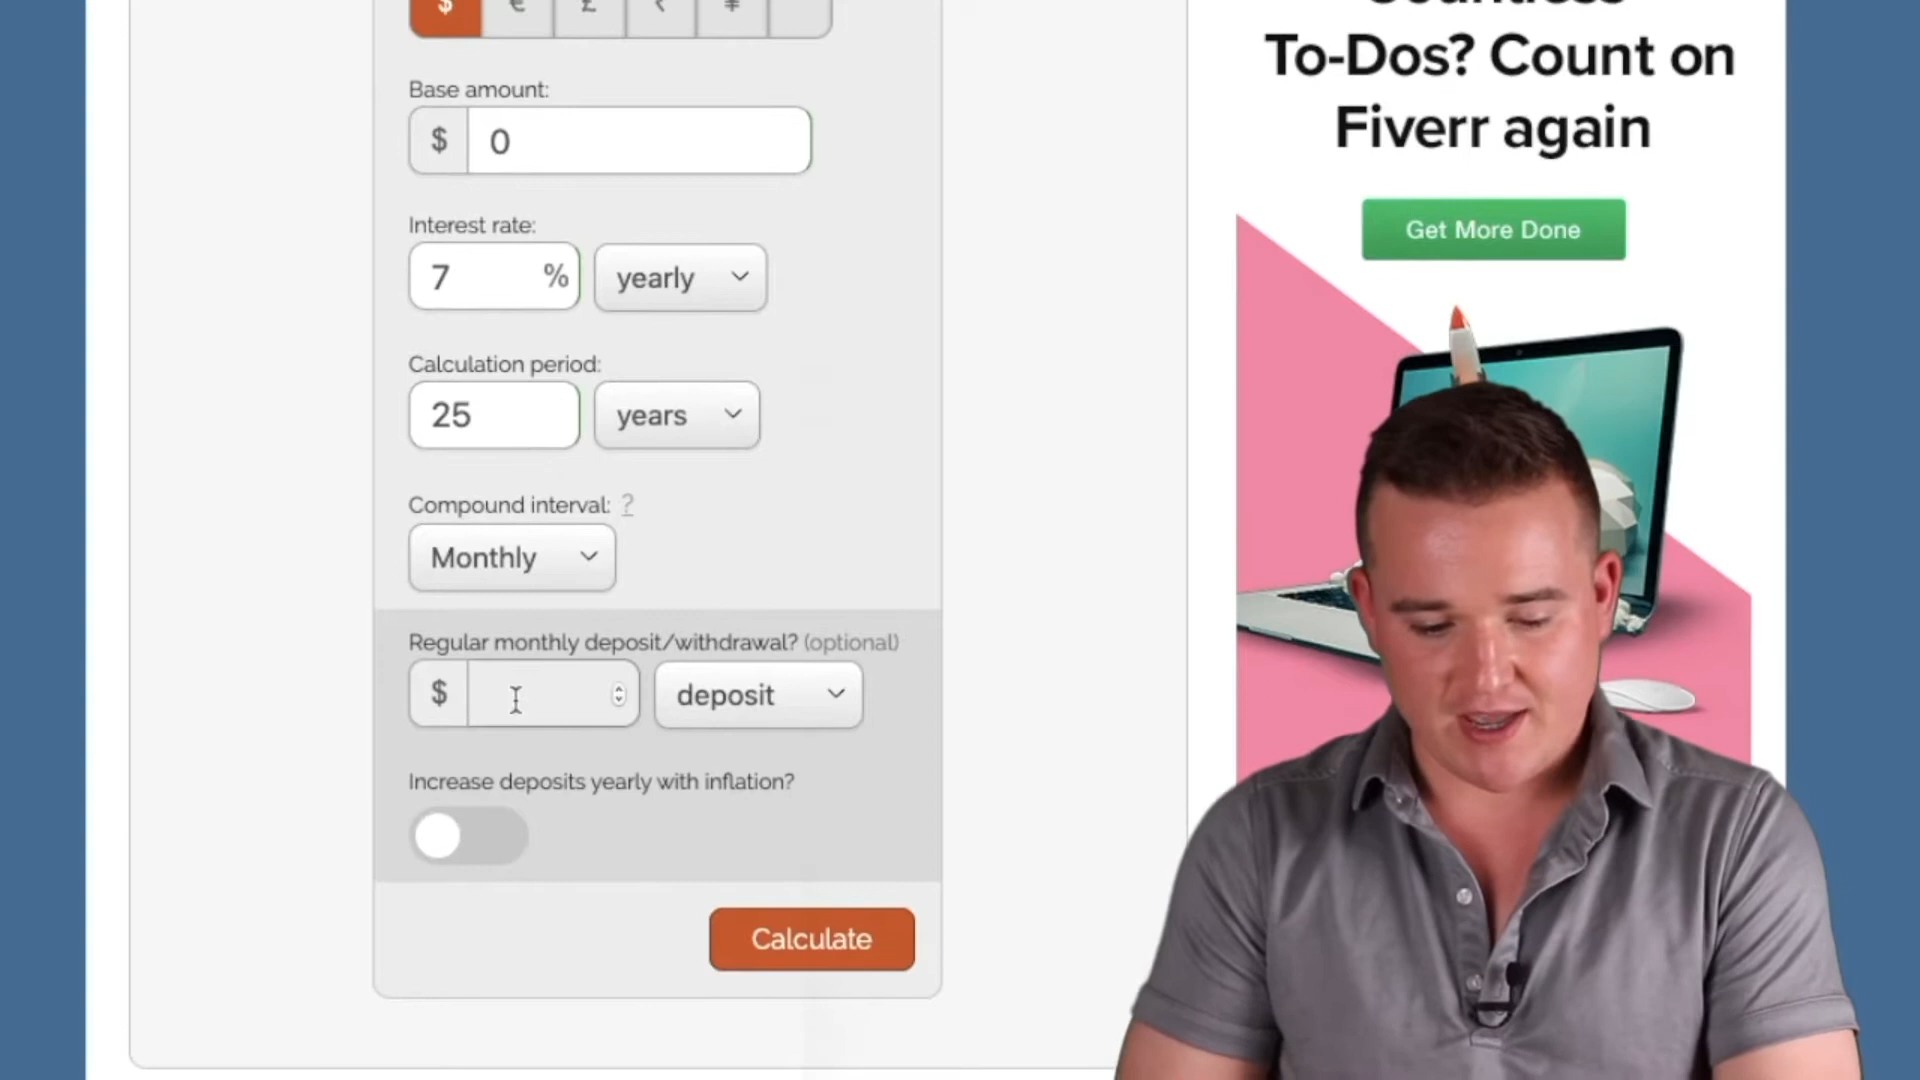 $ € £ ₹ ¥
Countless
To-Dos? Count on
Fiverr again
Get More Done
Base amount:
$ 0
Interest rate:
7 % yearly
Calculation period:
25 years
Compound interval: ?
Monthly
Regular monthly deposit/withdrawal? (optional)
$ deposit
Increase deposits yearly with inflation?
Calculate